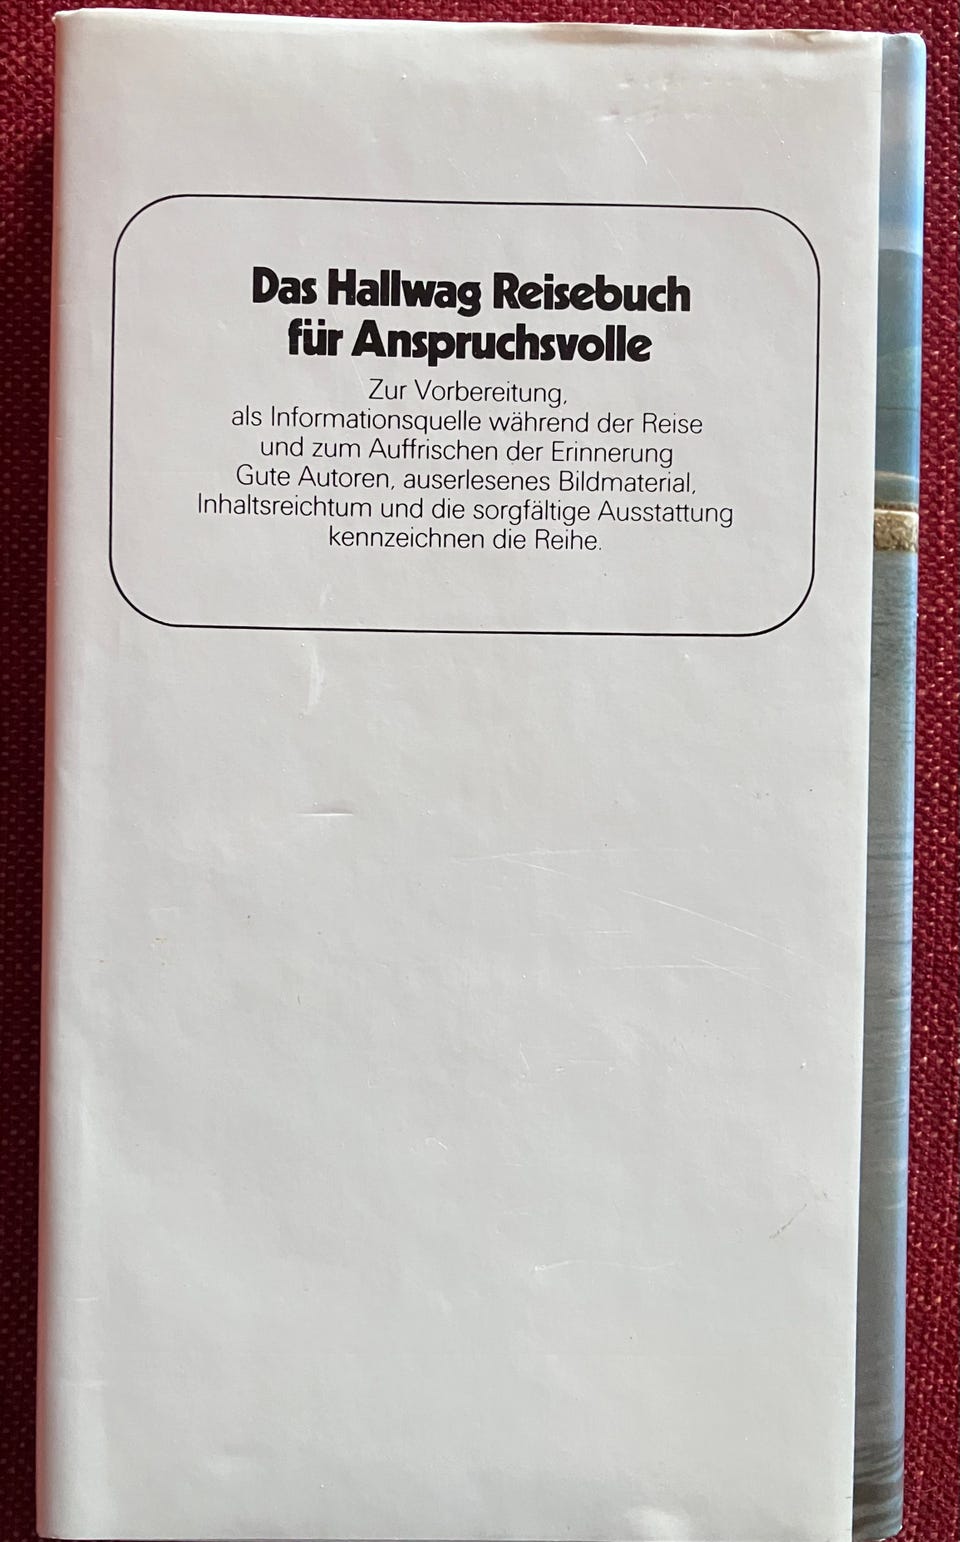 Das Hallwag Reisebuch
für Anspruchsvolle
Zur Vorbereitung,
als Informationsquelle während der Reise
und zum Auffrischen der Erinnerung
Gute Autoren, auserlesenes Bildmaterial,
Inhaltsreichtum und die sorgfältige Ausstattung
kennzeichnen die Reihe.